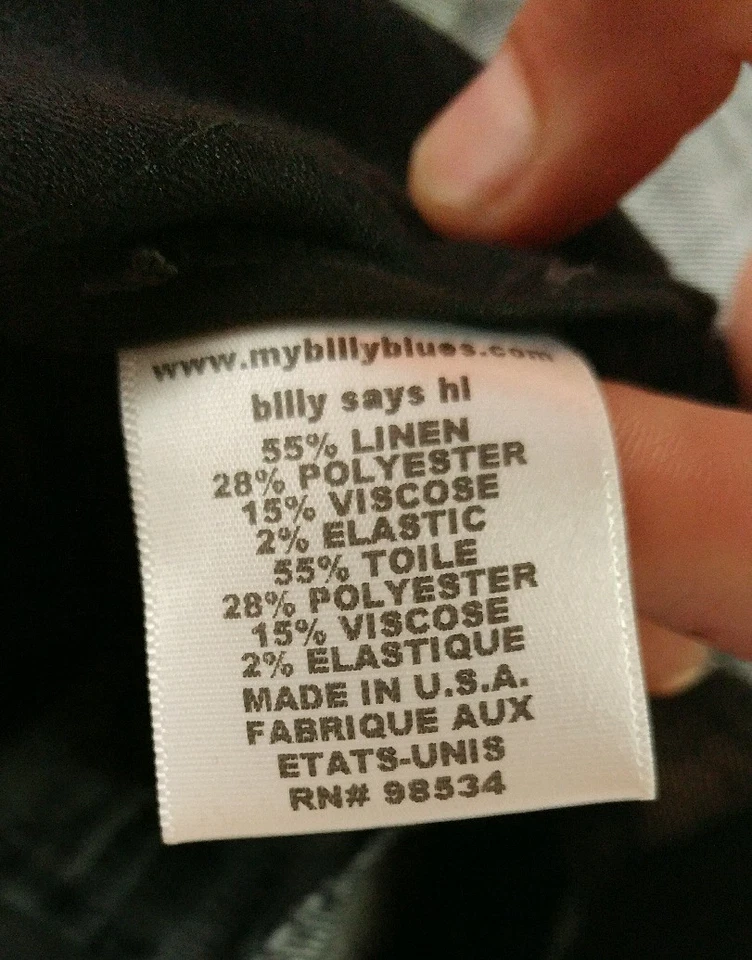 www.mybillyblues.com
billy says hi
55% LINEN
28% POLYESTER
15% VISCOSE
2% ELASTIC
55% TOILE
28% POLYESTER
15% VISCOSE
2% ELASTIQUE
MADE IN U.S.A.
FABRIQUE AUX
ETATS-UNIS
RN# 98534